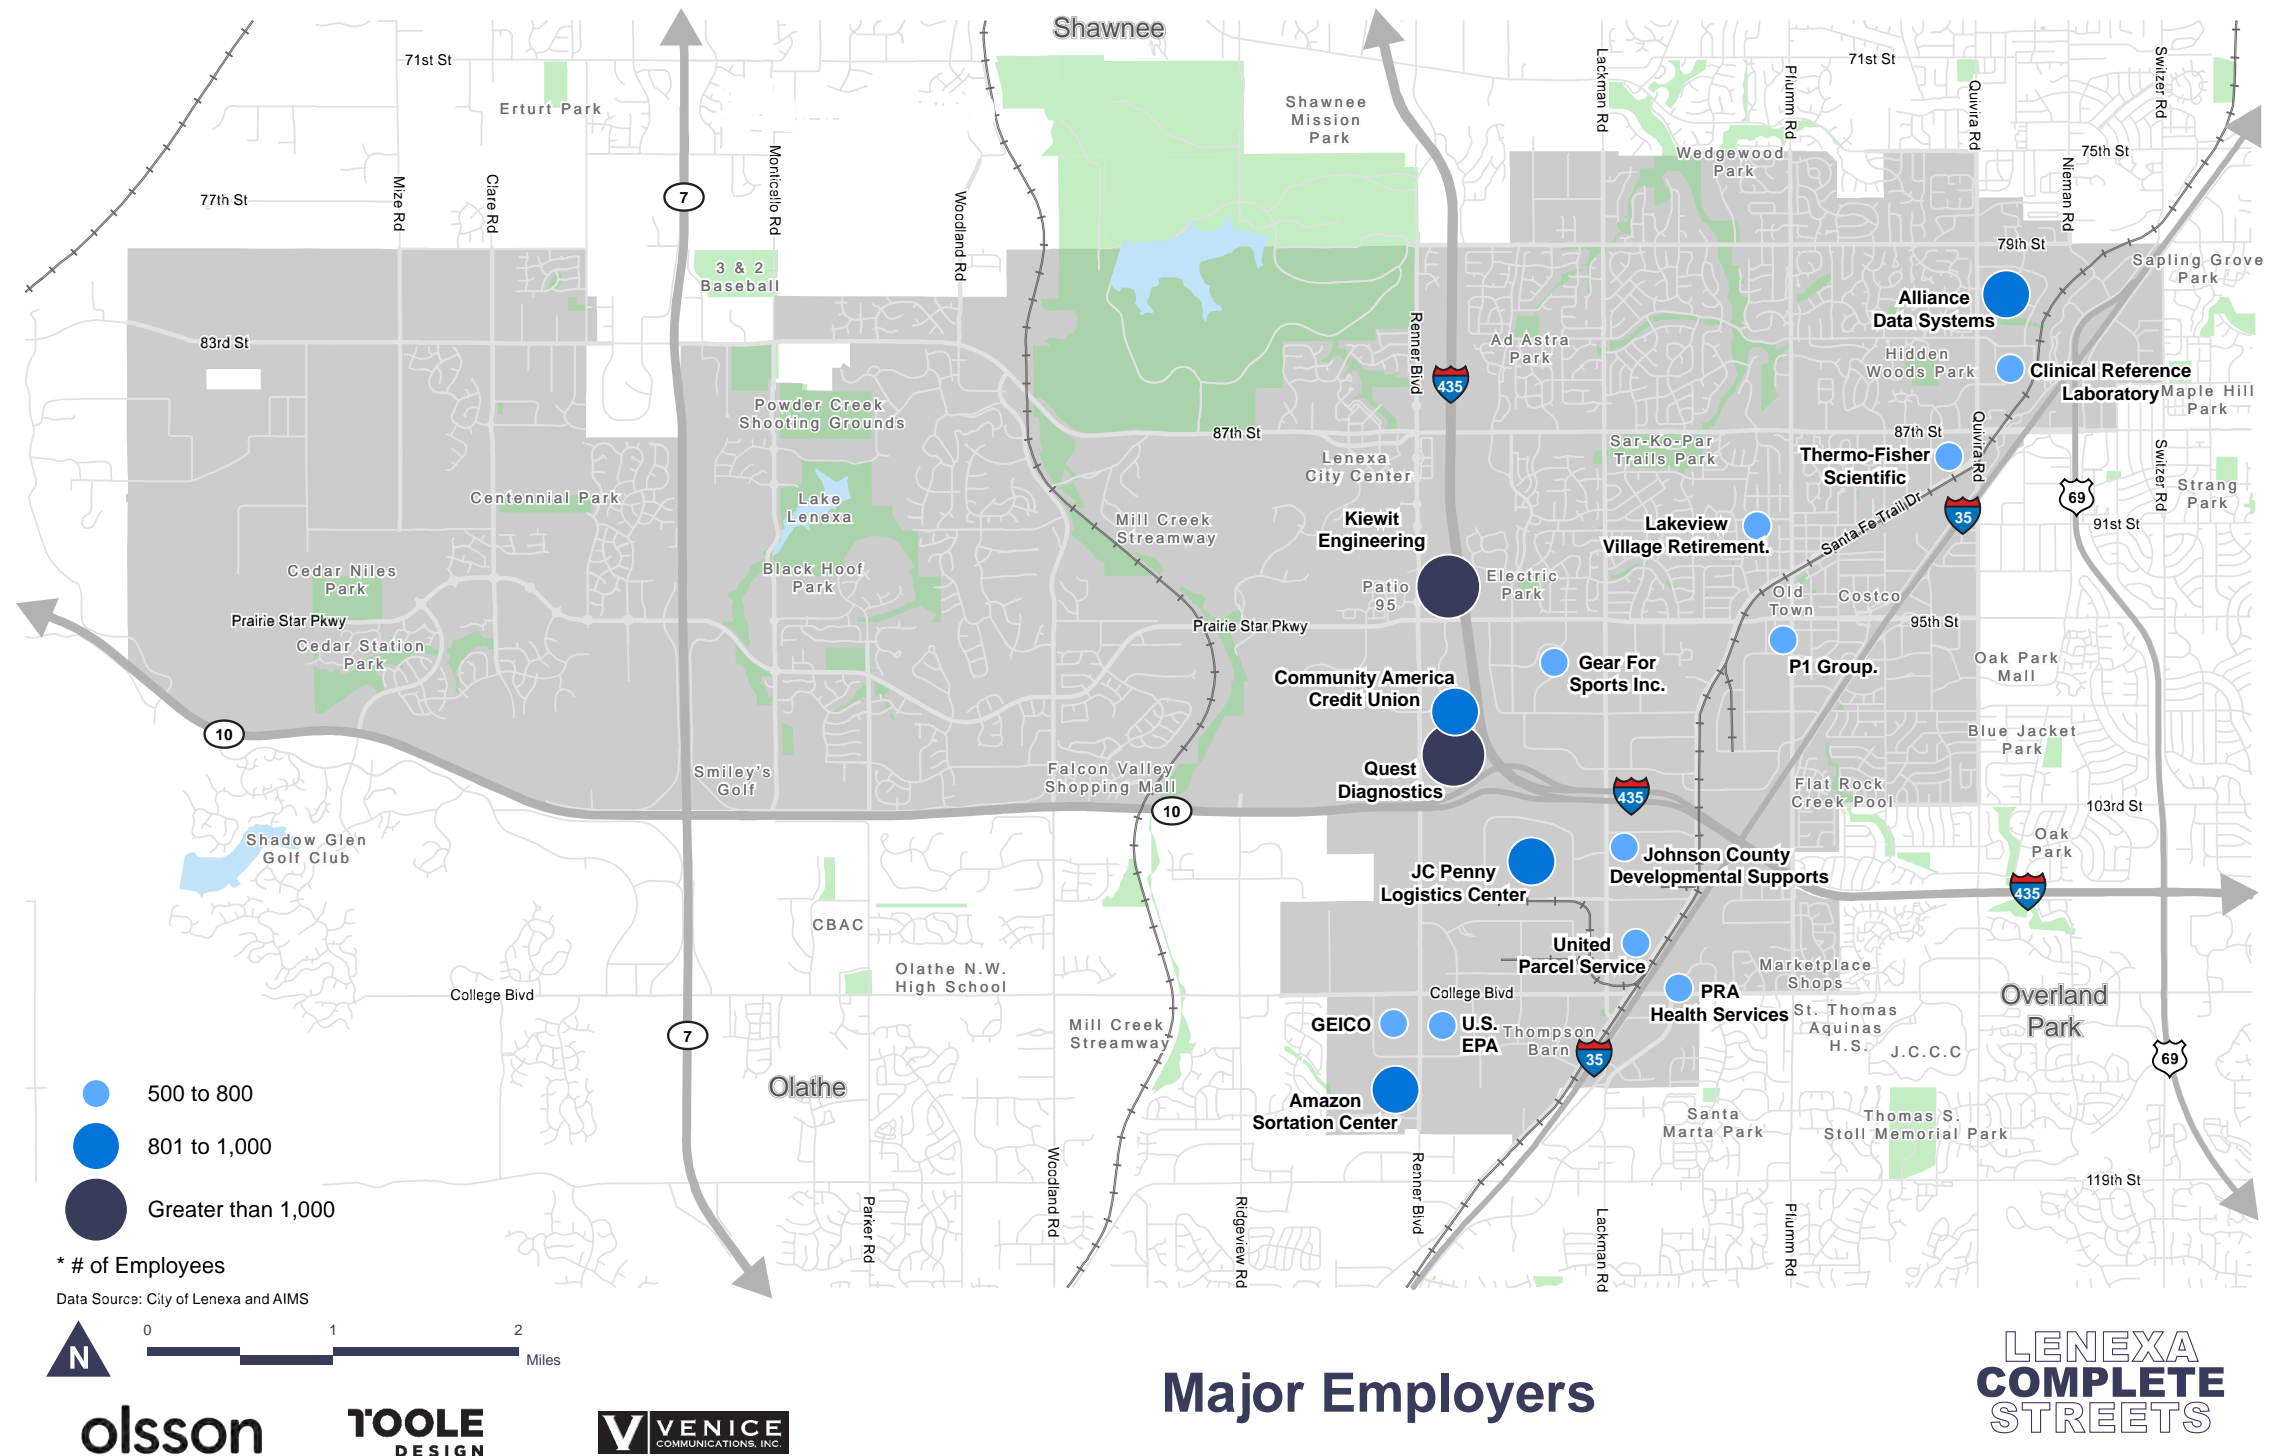 Shawnee
71st St
71st St
Erturt Park
Shawnee
Mission
Park
Lackman Rd
Pflumm Rd
Quivira Rd
Switzer Rd
75th St
Wedgewood
Park
Monticello Rd
Mize Rd
Clare Rd
77th St
7
Woodland Rd
Nieman Rd
79th St
3 & 2
Baseball
Sapling Grove
Park
Alliance
Data Systems
83rd St
Renner Blvd
Ad Astra
Park
435
Hidden
Woods Park
Clinical Reference
Laboratory
Maple Hill
Park
Powder Creek
Shooting Grounds
87th St
87th St
Quivira Rd
Switzer Rd
Lenexa
City Center
Sar-Ko-Par
Trails Park
Thermo-Fisher
Scientific
Centennial Park
Lake
Lenexa
Mill Creek
Streamway
Kiewit
Engineering
Lakeview
Village Retirement.
Santa Fe Trail Dr
35
69
Strang
Park
91st St
Cedar Niles
Park
Black Hoof
Park
Patio
95
Electric
Park
Old
Town
Costco
Prairie Star Pkwy
Prairie Star Pkwy
95th St
Cedar Station
Park
Gear For
Sports Inc.
P1 Group.
Oak Park
Mall
Community America
Credit Union
10
Blue Jacket
Park
Smiley's
Golf
Falcon Valley
Shopping Mall
Quest
Diagnostics
10
435
Flat Rock
Creek Pool
103rd St
Shadow Glen
Golf Club
Oak
Park
JC Penny
Logistics Center
Johnson County
Developmental Supports
435
CBAC
United
Parcel Service
Olathe N.W.
High School
Marketplace
Shops
College Blvd
College Blvd
PRA
Health Services
Overland
Park
GEICO
U.S.
EPA
Thompson
Barn
St. Thomas
Aquinas
H.S.
J.C.C.C
7
Mill Creek
Streamway
35
69
Olathe
Amazon
Sortation Center
Santa
Marta Park
Thomas S.
Stoll Memorial Park
119th St
Parker Rd
Woodland Rd
Ridgeview Rd
Renner Blvd
Lackman Rd
Pflumm Rd
500 to 800
801 to 1,000
Greater than 1,000
* # of Employees
Data Source: City of Lenexa and AIMS
N
0 1 2
Miles
Major Employers
LENEXA
COMPLETE
STREETS
olsson
TOOLE
DESIGN
V VENICE
COMMUNICATIONS, INC.